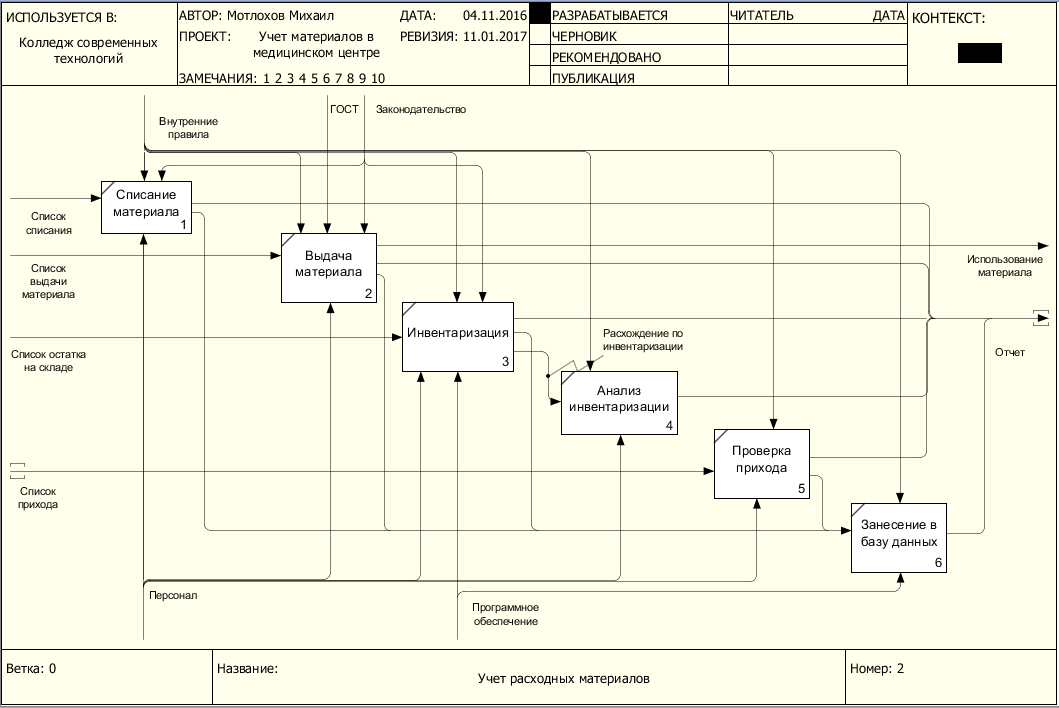 ИСПОЛЬЗУЕТСЯ В:
Колледж современных
технологий
АВТОР: Мотлохов Михаил
ДАТА: 04.11.2016
ПРОЕКТ: Учет материалов в
медицинском центре
РЕВИЗИЯ: 11.01.2017
ЗАМЕЧАНИЯ: 1 2 3 4 5 6 7 8 9 10
РАЗРАБАТЫВАЕТСЯ
ЧЕРНОВИК
РЕКОМЕНДОВАНО
ПУБЛИКАЦИЯ
ЧИТАТЕЛЬ
ДАТА
КОНТЕКСТ:
ГОСТ
Законодательство
Внутренние
правила
Списание
материала
1
Список
списания
Выдача
материала
2
Использование
материала
Список
выдачи
материала
Инвентаризация
3
Расхождение по
инвентаризации
Список остатка
на складе
Отчет
Анализ
инвентаризации
4
Проверка
прихода
5
Список
прихода
Занесение в
базу данных
6
Персонал
Программное
обеспечение
Ветка: 0
Название:
Учет расходных материалов
Номер: 2